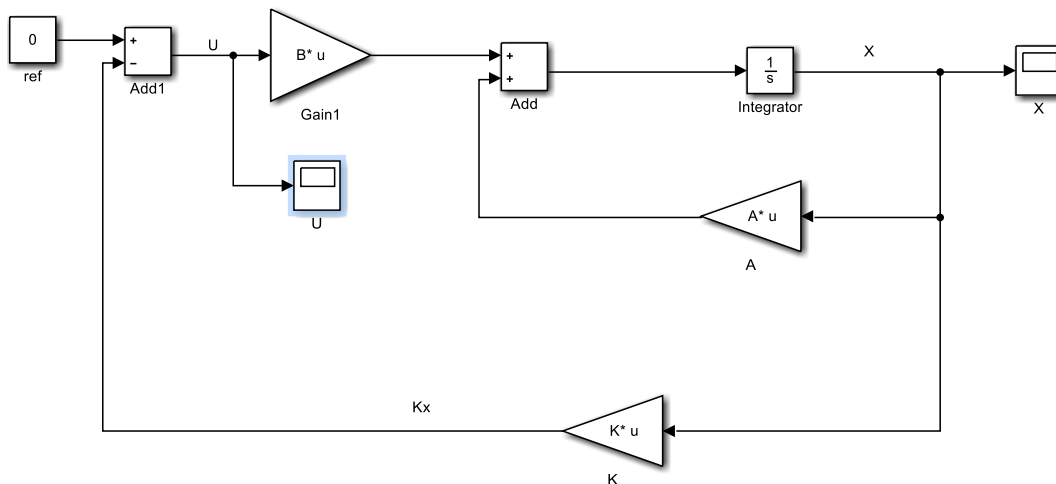 0
ref
+
−
Add1
U
B* u
Gain1
U
+
+
Add
1
s
Integrator
X
X
A* u
A
Kx
K* u
K